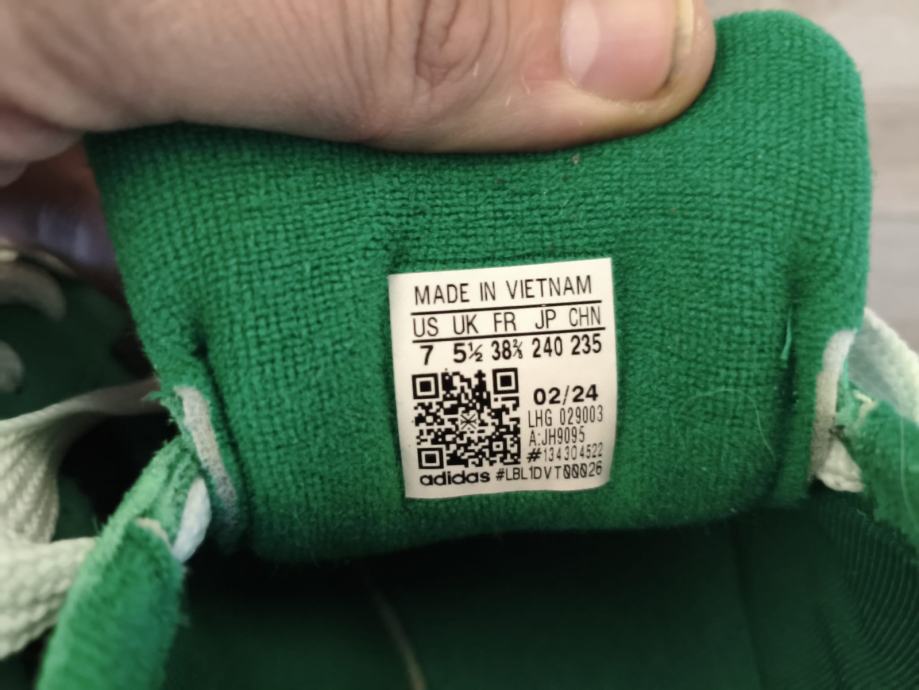 MADE IN VIETNAM
US UK FR JP CHN
7 5½ 38⅔ 240 235
02/24
LHG 029003
A:JH9095
#134304522
adidas #LBL1DVT00026